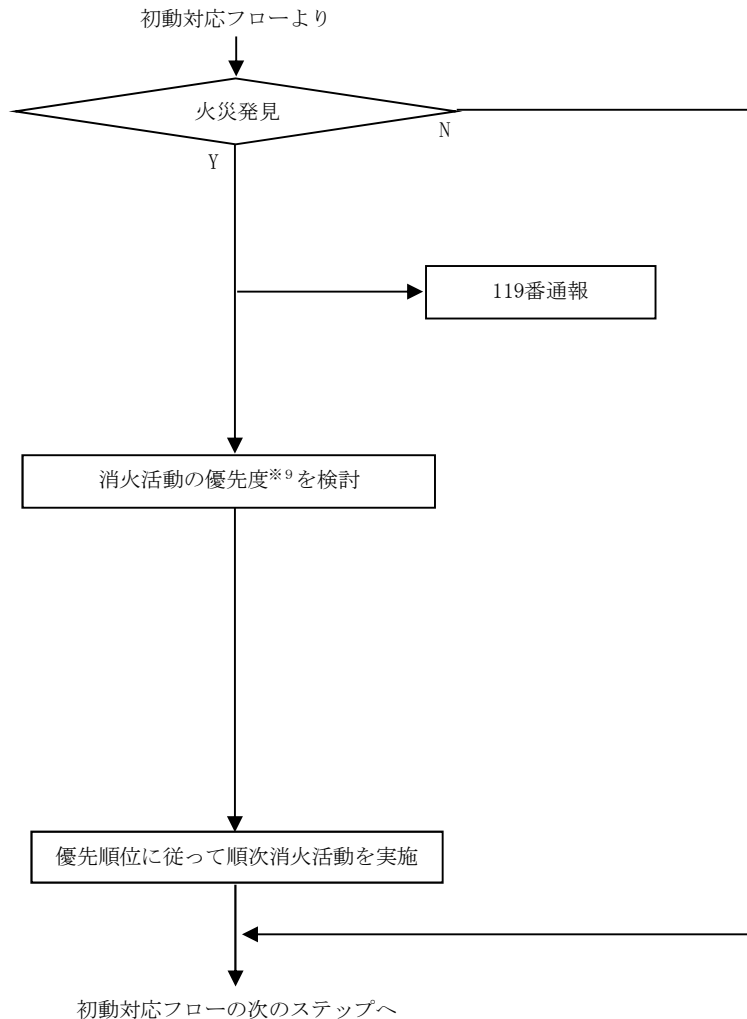 初動対応フローより
火災発見
N
Y
119番通報
消火活動の優先度※9を検討
優先順位に従って順次消火活動を実施
初動対応フローの次のステップへ